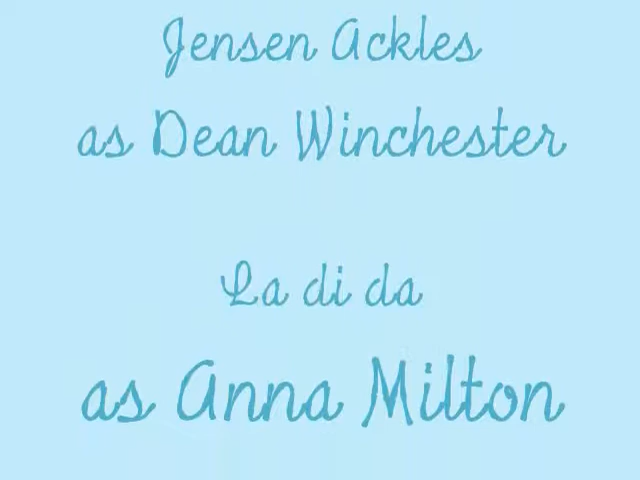 Jensen Ackles
as Dean Winchester
La di da
as Anna Milton